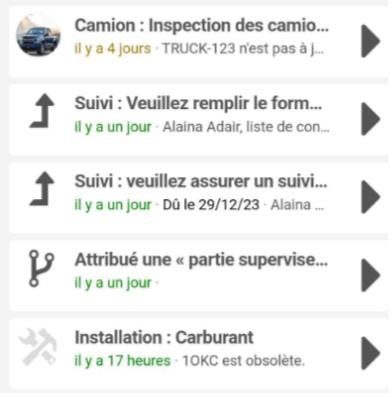 Camion : Inspection des camio...
il y a 4 jours · TRUCK-123 n'est pas à j...
Suivi : Veuillez remplir le form...
il y a un jour · Alaina Adair, liste de con...
Suivi : veuillez assurer un suivi...
il y a un jour · Dû le 29/12/23 · Alaina ...
Attribué une « partie supervise...
il y a un jour ·
Installation : Carburant
il y a 17 heures · 1OKC est obsolète.